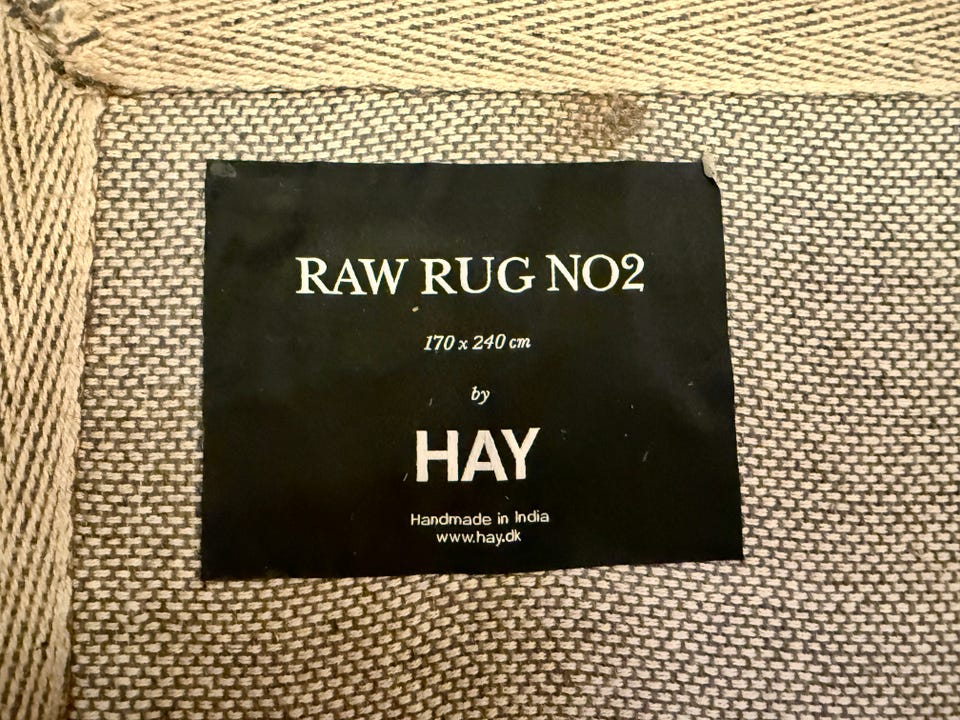 RAW RUG NO2
170 x 240 cm
by
HAY
Handmade in India
www.hay.dk